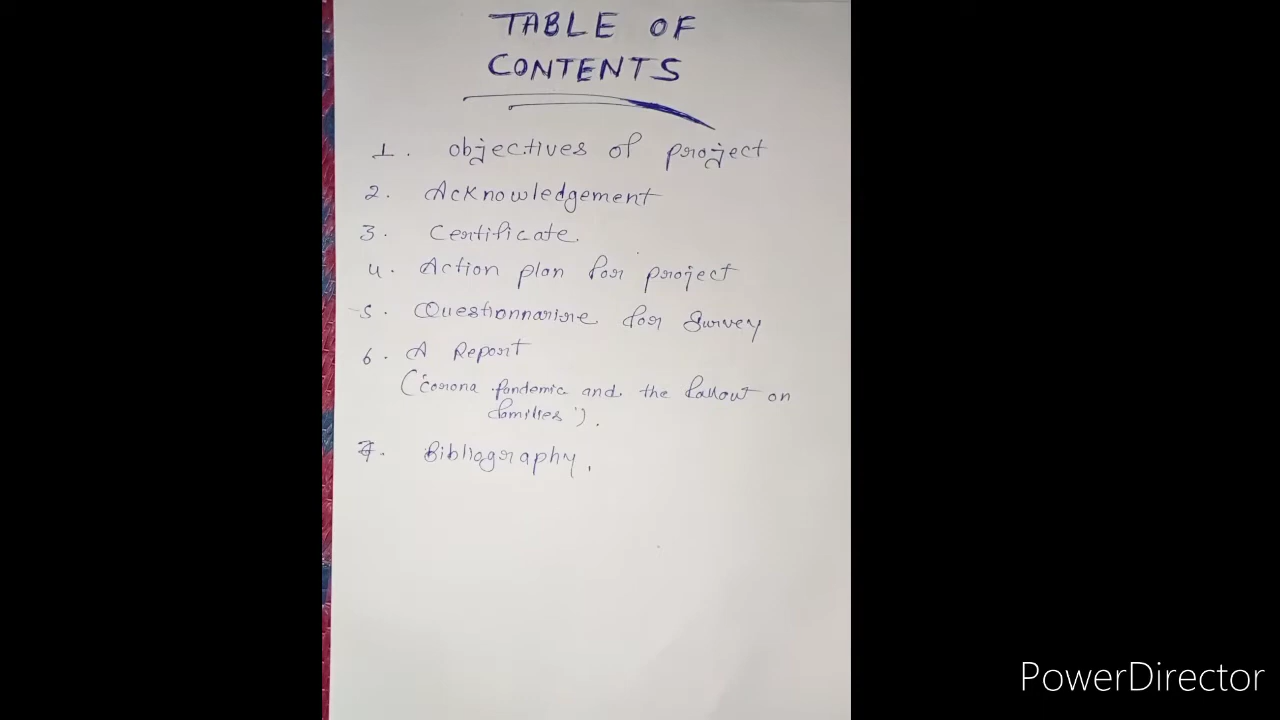 TABLE OF
CONTENTS
1. Objectives of project
2. Acknowledgement
3. Certificate.
4. Action plan for project
5. Questionnarire for survey
6. A Report
("corona pandemic and the fallout on
families").
7. Bibliography.
PowerDirector